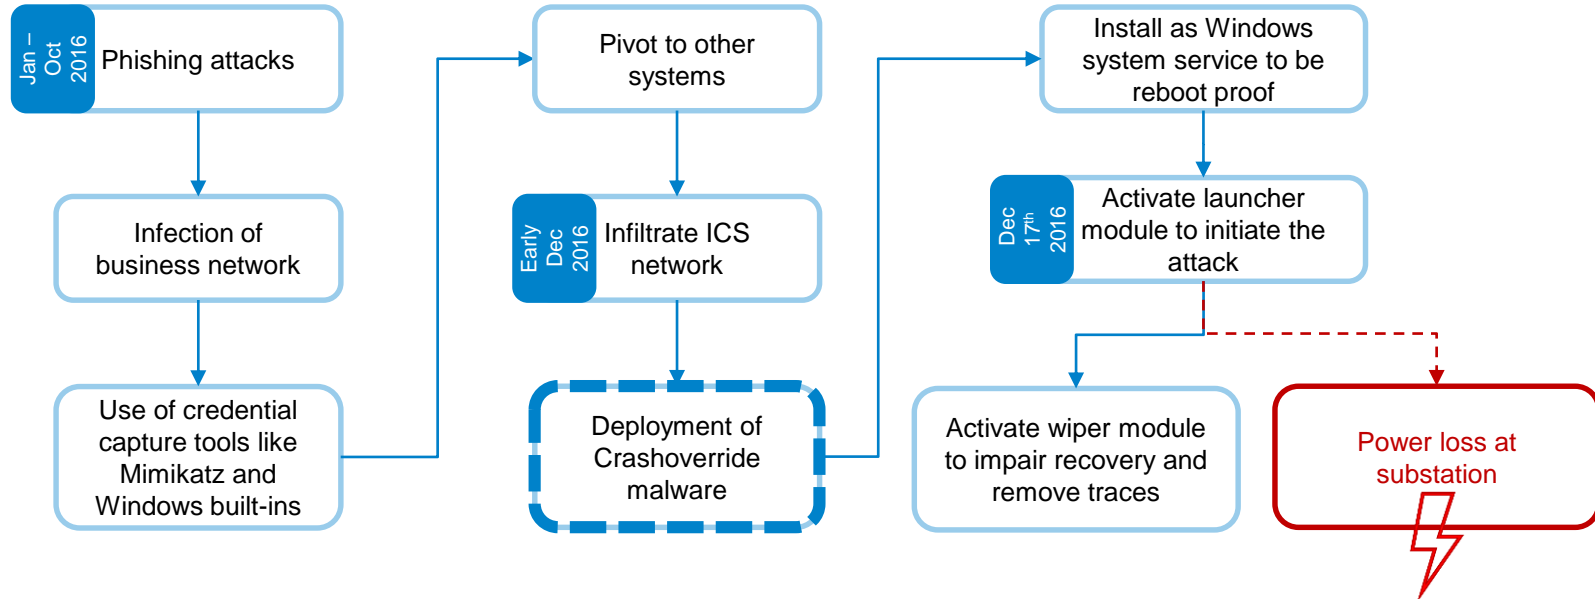 Jan –
Oct
2016
Phishing attacks
Infection of
business network
Use of credential
capture tools like
Mimikatz and
Windows built-ins
Pivot to other
systems
Early
Dec
2016
Infiltrate ICS
network
Deployment of
Crashoverride
malware
Install as Windows
system service to be
reboot proof
Dec
17th
2016
Activate launcher
module to initiate the
attack
Activate wiper module
to impair recovery and
remove traces
Power loss at
substation